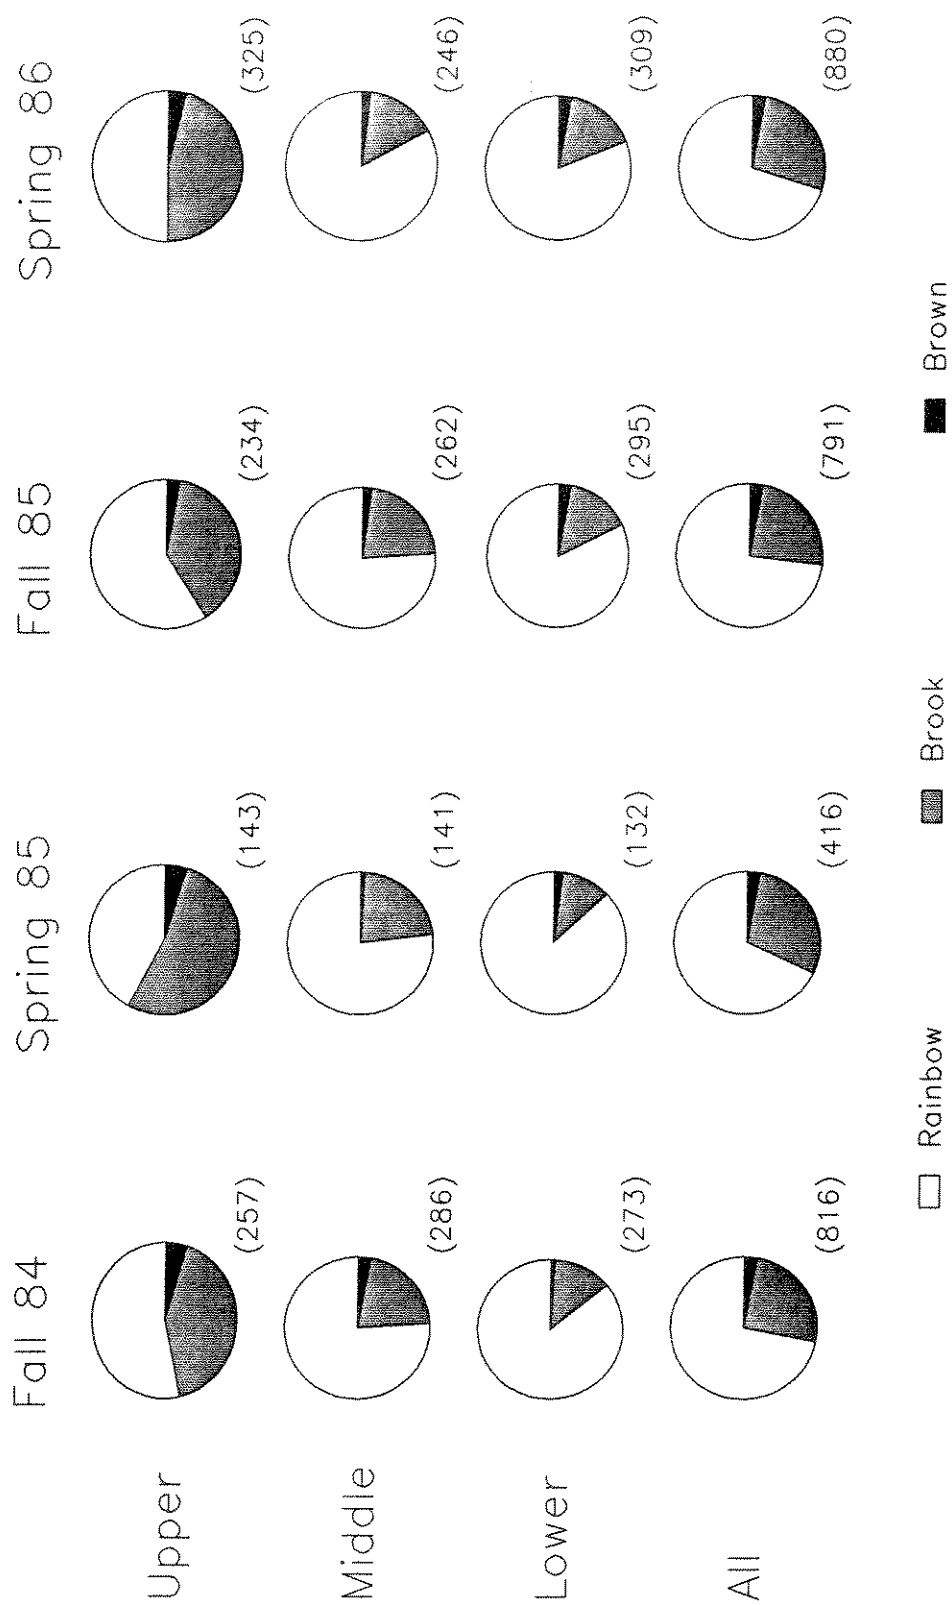 Fall 84 Spring 85 Fall 85 Spring 86
Upper (257) (143) (234) (325)
Middle (286) (141) (262) (246)
Lower (273) (132) (295) (309)
All (816) (416) (791) (880)
Rainbow Brook Brown